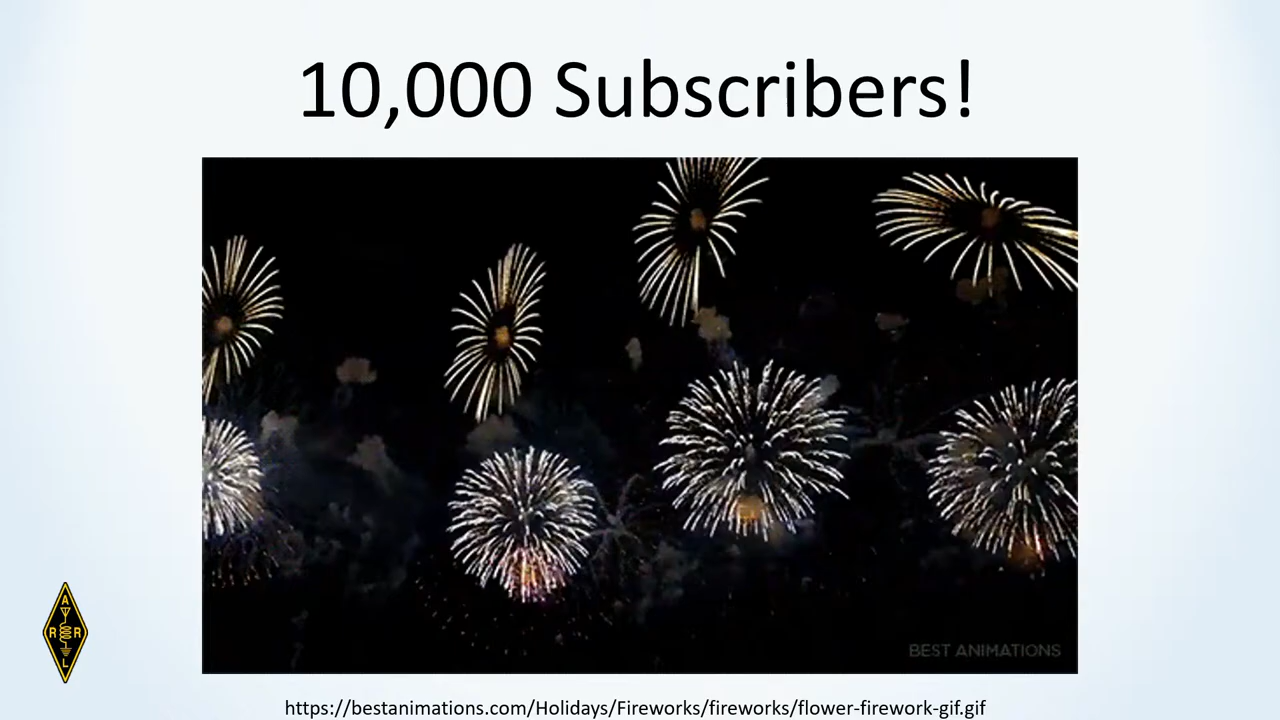 10,000 Subscribers!
BEST ANIMATIONS
A
R R
L
https://bestanimations.com/Holidays/Fireworks/fireworks/flower-firework-gif.gif